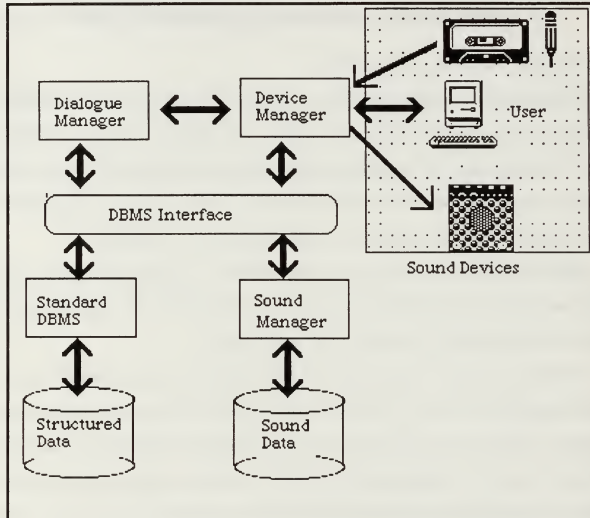 Dialogue
Manager
Device
Manager
User
DBMS Interface
Sound Devices
Standard
DBMS
Sound
Manager
Structured
Data
Sound
Data